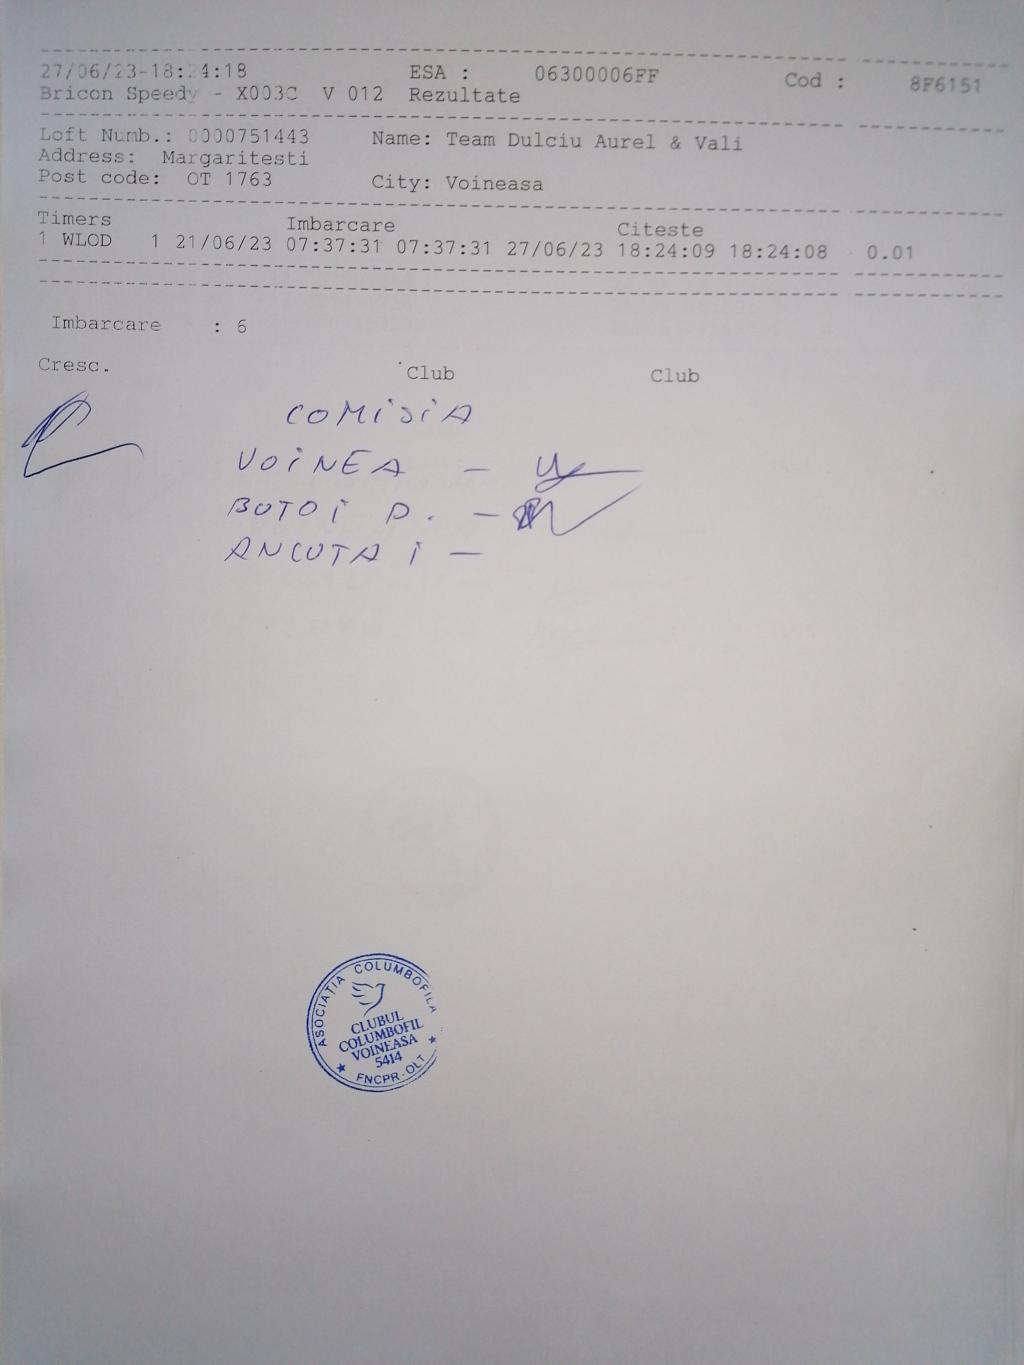 27/06/23-18:24:18 ESA : 06300006FF Cod : 8F6151
Bricon Speedy - X003C V 012 Rezultate
Loft Numb.: 0000751443 Name: Team Dulciu Aurel & Vali
Address: Margaritesti
Post code: OT 1763 City: Voineasa
Timers Imbarcare Citeste
1 WLOD 1 21/06/23 07:37:31 07:37:31 27/06/23 18:24:09 18:24:08 0.01
Imbarcare : 6
Cresc. Club Club
COMISIA
VOINEA -
BOTOI D. -
ANCUTA I -
ASOCIATIA COLUMBOFILA
CLUBUL
COLUMBOFIL
VOINEASA
5414
FNCPR-OLT